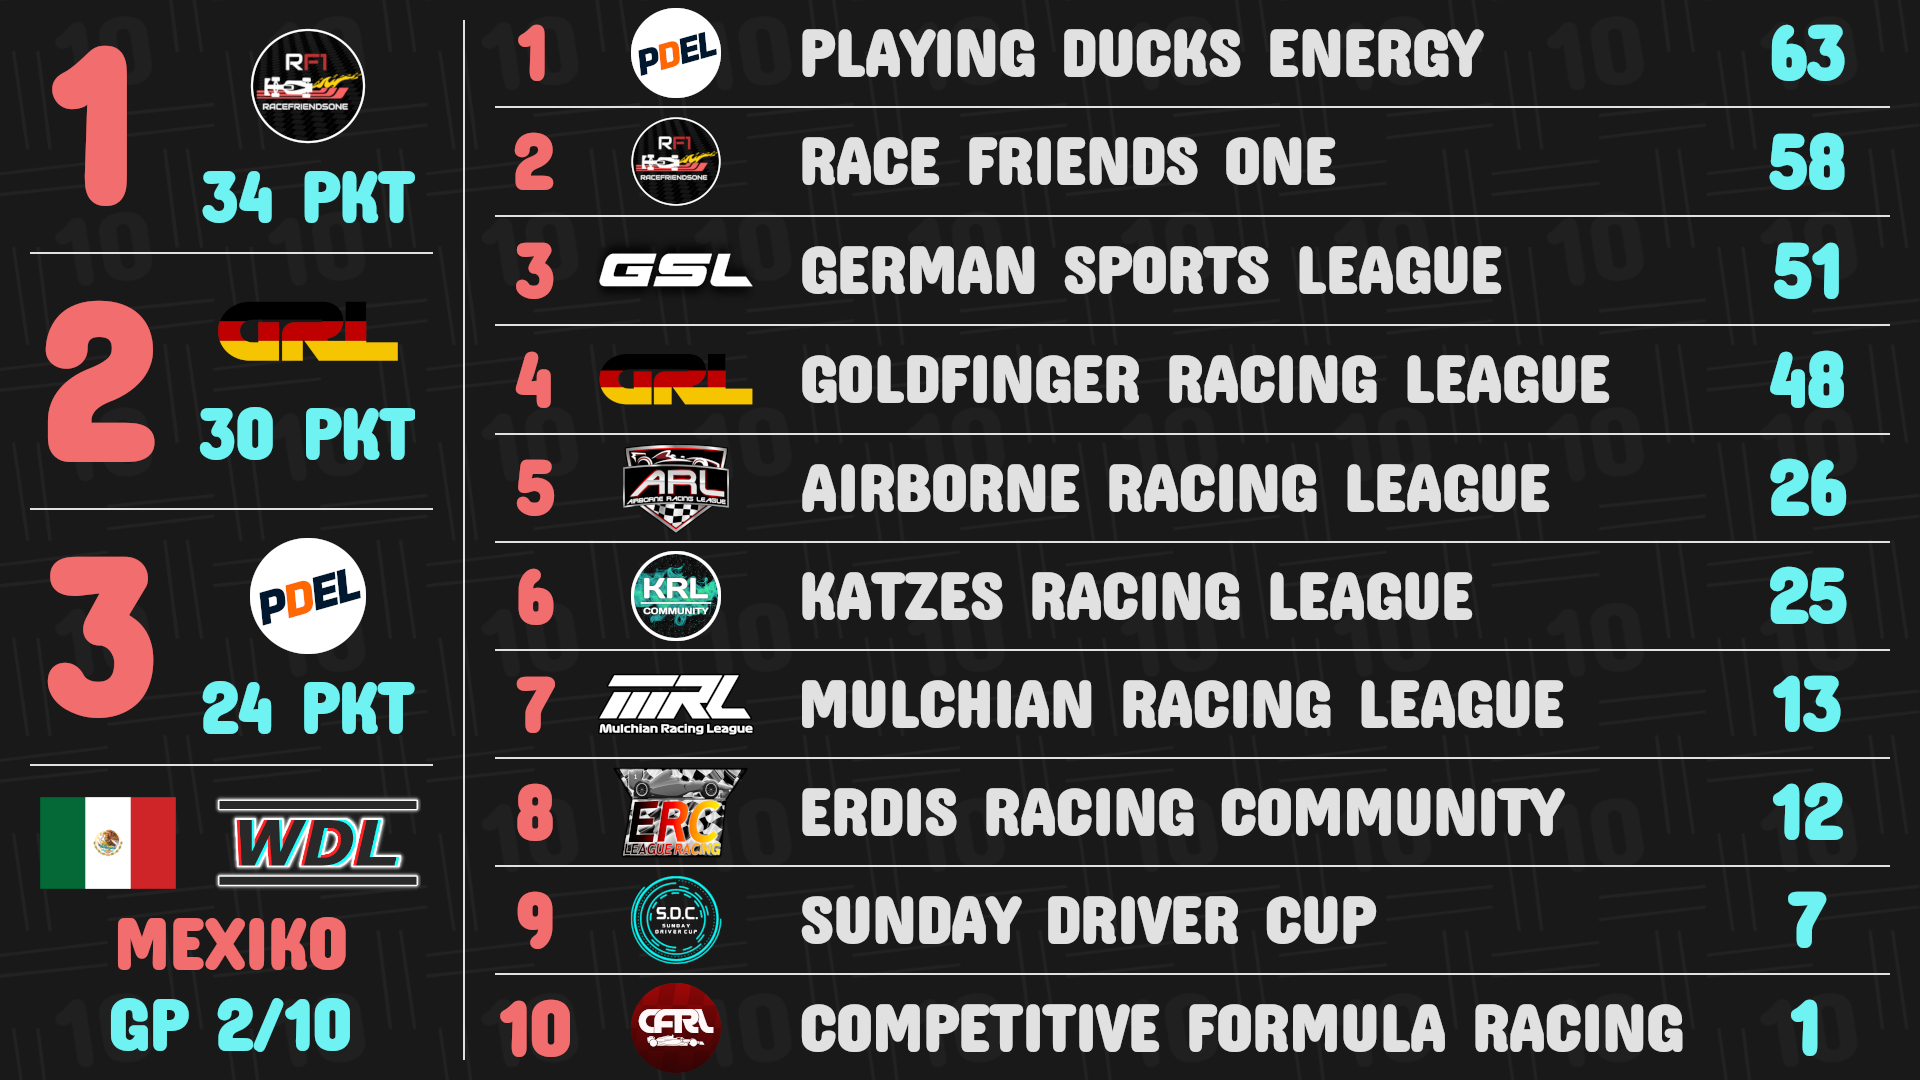 1
RF1
RACEFRIENDSONE
34 PKT
2
GRL
30 PKT
3
PDEL
24 PKT
WDL
MEXIKO
GP 2/10
1 PDEL PLAYING DUCKS ENERGY 63
2 RF1 RACEFRIENDSONE RACE FRIENDS ONE 58
3 GSL GERMAN SPORTS LEAGUE 51
4 GRL GOLDFINGER RACING LEAGUE 48
5 ARL AIRBORNE RACING LEAGUE AIRBORNE RACING LEAGUE 26
6 KRL COMMUNITY KATZES RACING LEAGUE 25
7 MRL Mulchian Racing League MULCHIAN RACING LEAGUE 13
8 ERC LEAGUE RACING ERDIS RACING COMMUNITY 12
9 S.D.C. SUNDAY DRIVER CUP SUNDAY DRIVER CUP 7
10 CFRL COMPETITIVE FORMULA RACING 1